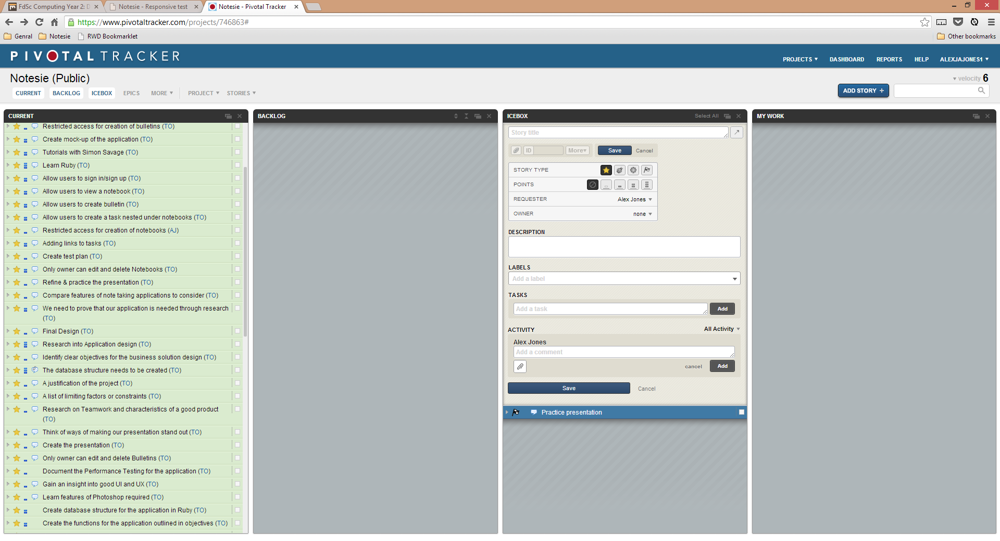 FdSc Computing Year 2: D
Notesie - Responsive test
Notesie - Pivotal Tracker
https://www.pivotaltracker.com/projects/746863#
Genral
Notesie
RWD Bookmarklet
Other bookmarks
PIVOTAL TRACKER
PROJECTS
DASHBOARD
REPORTS
HELP
ALEXJAJONES1
Notesie (Public)
velocity 6
CURRENT
BACKLOG
ICEBOX
EPICS
MORE
PROJECT
STORIES
ADD STORY +
CURRENT
Restricted access for creation of bulletins (TO)
Create mock-up of the application (TO)
Tutorials with Simon Savage (TO)
Learn Ruby (TO)
Allow users to sign in/sign up (TO)
Allow users to view a notebook (TO)
Allow users to create bulletin (TO)
Allow users to create a task nested under notebooks (TO)
Restricted access for creation of notebooks (AJ)
Adding links to tasks (TO)
Create test plan (TO)
Only owner can edit and delete Notebooks (TO)
Refine & practice the presentation (TO)
Compare features of note taking applications to consider (TO)
We need to prove that our application is needed through research
(TO)
Final Design (TO)
Research into Application design (TO)
Identify clear objectives for the business solution design (TO)
The database structure needs to be created (TO)
A justification of the project (TO)
A list of limiting factors or constraints (TO)
Research on Teamwork and characteristics of a good product
(TO)
Think of ways of making our presentation stand out (TO)
Create the presentation (TO)
Only owner can edit and delete Bulletins (TO)
Document the Performance Testing for the application (TO)
Gain an insight into good UI and UX (TO)
Learn features of Photoshop required (TO)
Create database structure for the application in Ruby (TO)
Create the functions for the application outlined in objectives (TO)
BACKLOG
ICEBOX
Select All
Story title
ID
More
Save
Cancel
STORY TYPE
POINTS
REQUESTER
Alex Jones
OWNER
none
DESCRIPTION
LABELS
Add a label
TASKS
Add a task
Add
ACTIVITY
All Activity
Alex Jones
Add a comment
cancel
Add
Save
Cancel
Practice presentation
MY WORK